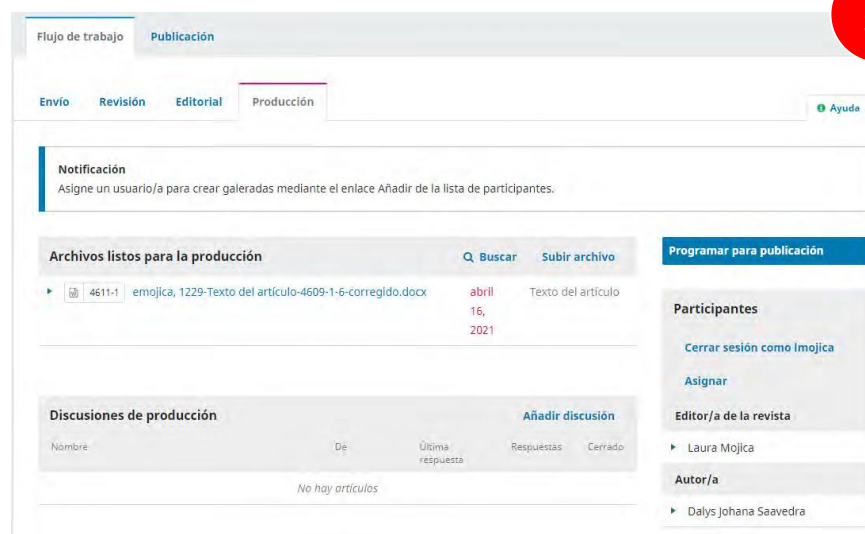 Flujo de trabajo Publicación
Envío Revisión Editorial Producción
Ayuda
Notificación
Asigne un usuario/a para crear galeradas mediante el enlace Añadir de la lista de participantes.
Archivos listos para la producción Buscar Subir archivo
4611-1 emojica, 1229-Texto del artículo-4609-1-6-corregido.docx abril 16, 2021 Texto del artículo
Discusiones de producción Añadir discusión
Nombre De Última respuesta Respuestas Cerrado
No hay artículos
Programar para publicación
Participantes
Cerrar sesión como lmojica
Asignar
Editor/a de la revista
Laura Mojica
Autor/a
Dalys Johana Saavedra